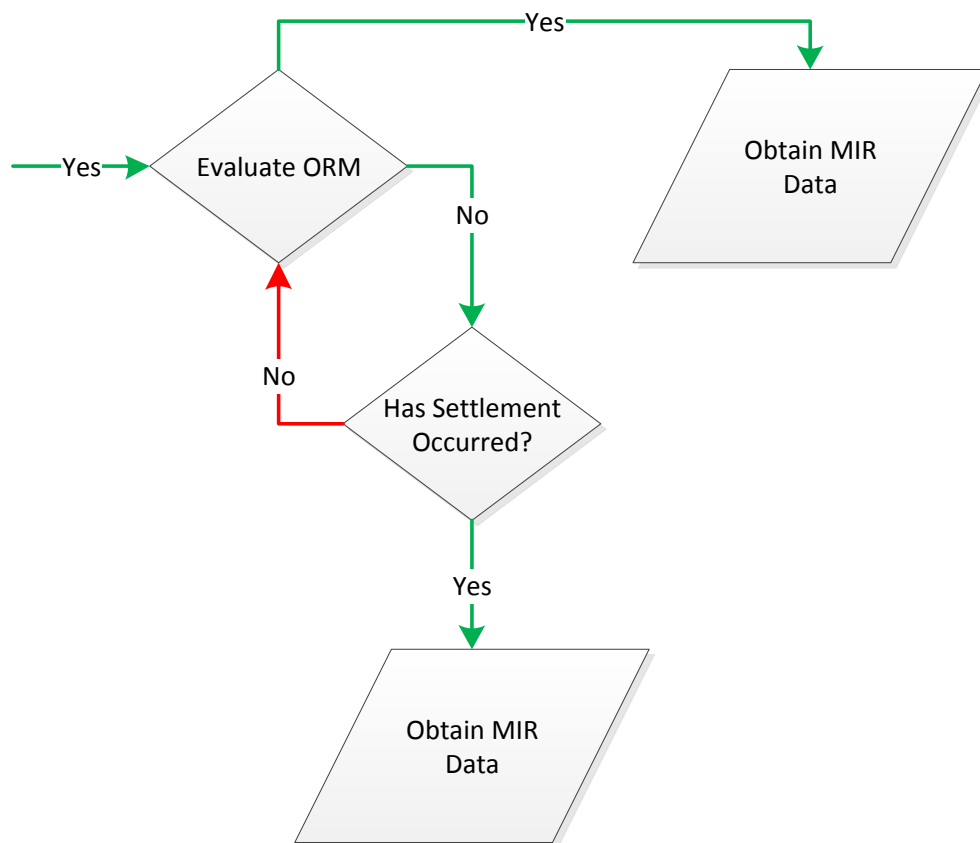 Yes
Yes
Evaluate ORM
Obtain MIR
Data
No
No
Has Settlement
Occurred?
Yes
Obtain MIR
Data